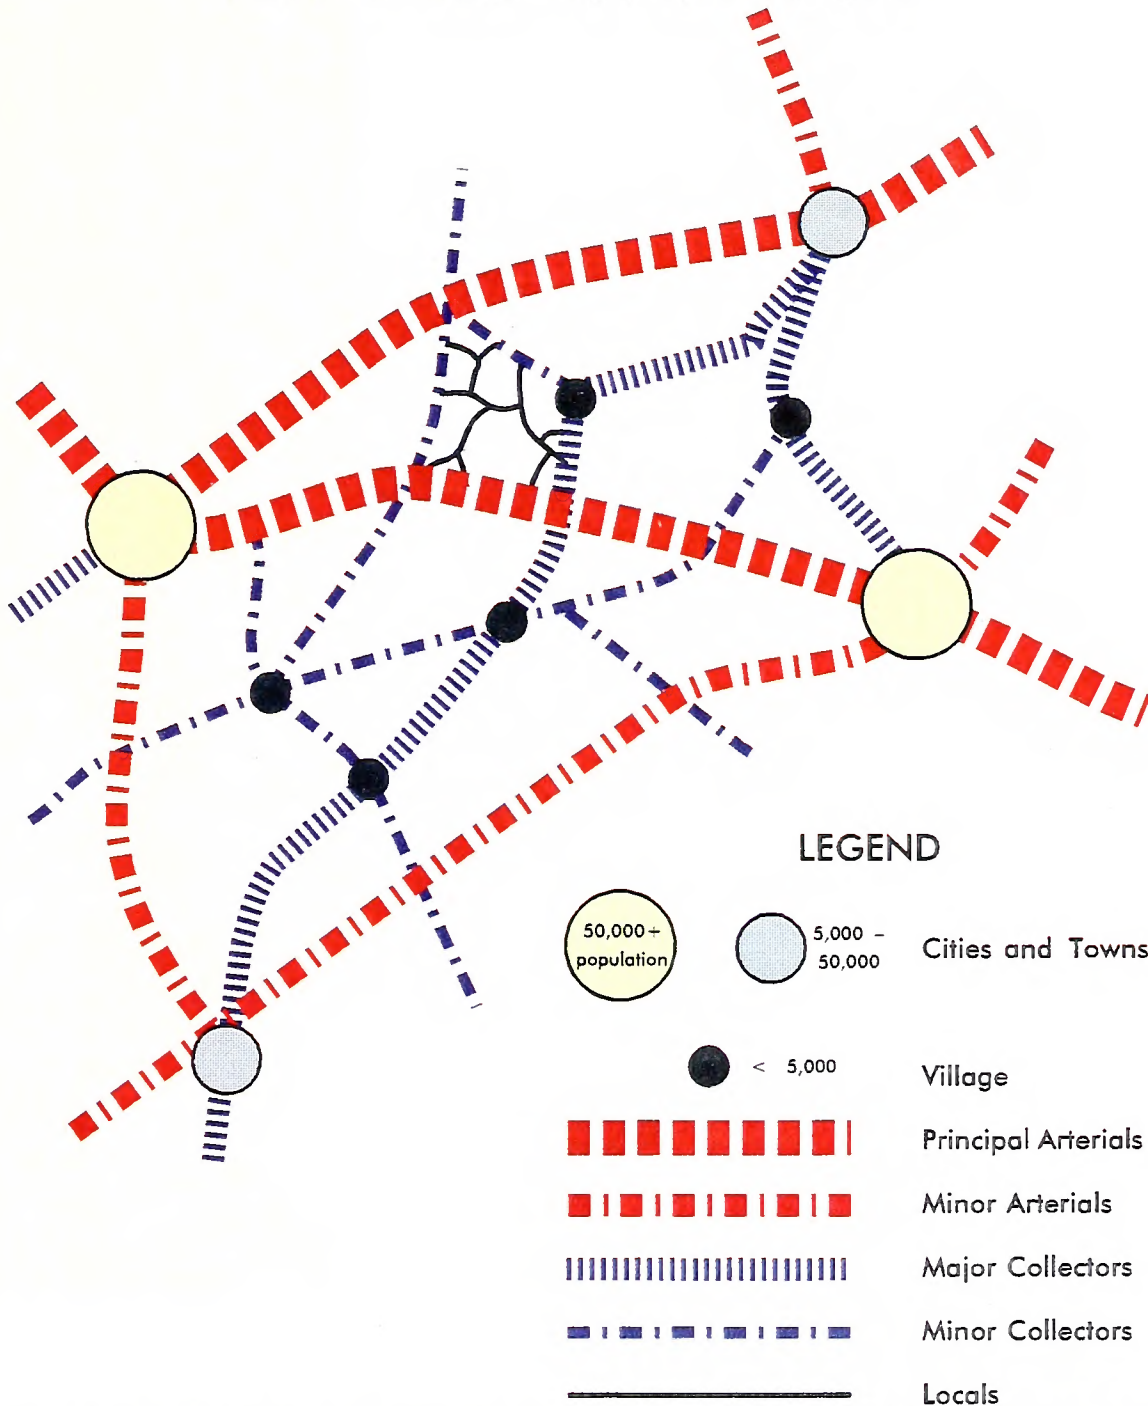 LEGEND
50,000+
population
5,000 -
50,000
Cities and Towns
< 5,000
Village
Principal Arterials
Minor Arterials
Major Collectors
Minor Collectors
Locals